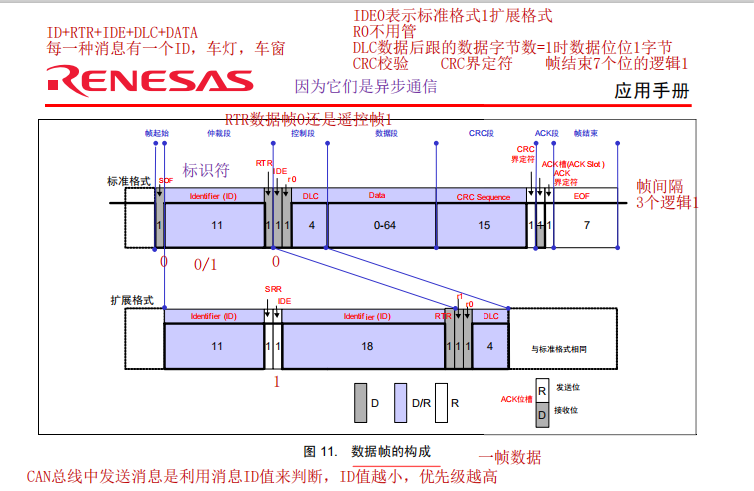 ID+RTR+IDE+DLC+DATA
每一种消息有一个ID，车灯，车窗
IDE0表示标准格式1扩展格式
R0不用管
DLC数据后跟的数据字节数=1时数据位位1字节
CRC校验 CRC界定符 帧结束7个位的逻辑1
RENESAS
因为它们是异步通信
应用手册
RTR数据帧0还是遥控帧1
帧起始 仲裁段 控制段 数据段 CRC段 ACK段 帧结束
标识符
CRC
界定符
ACK槽(ACK Slot)
ACK
界定符
RTR
IDE
r0
标准格式
SOF
Identifier (ID) DLC Data CRC Sequence EOF
1 11 1 1 1 4 0-64 15 1 1 1 7
帧间隔
3个逻辑1
0 0/1 0
扩展格式
SRR
IDE
r1
r0
Identifier (ID) Identifier (ID) RTR DLC
11 1 1 18 1 1 1 4
与标准格式相同
1
D D/R R
ACK位槽
R 发送位
D 接收位
图 11. 数据帧的构成
一帧数据
CAN总线中发送消息是利用消息ID值来判断，ID值越小，优先级越高